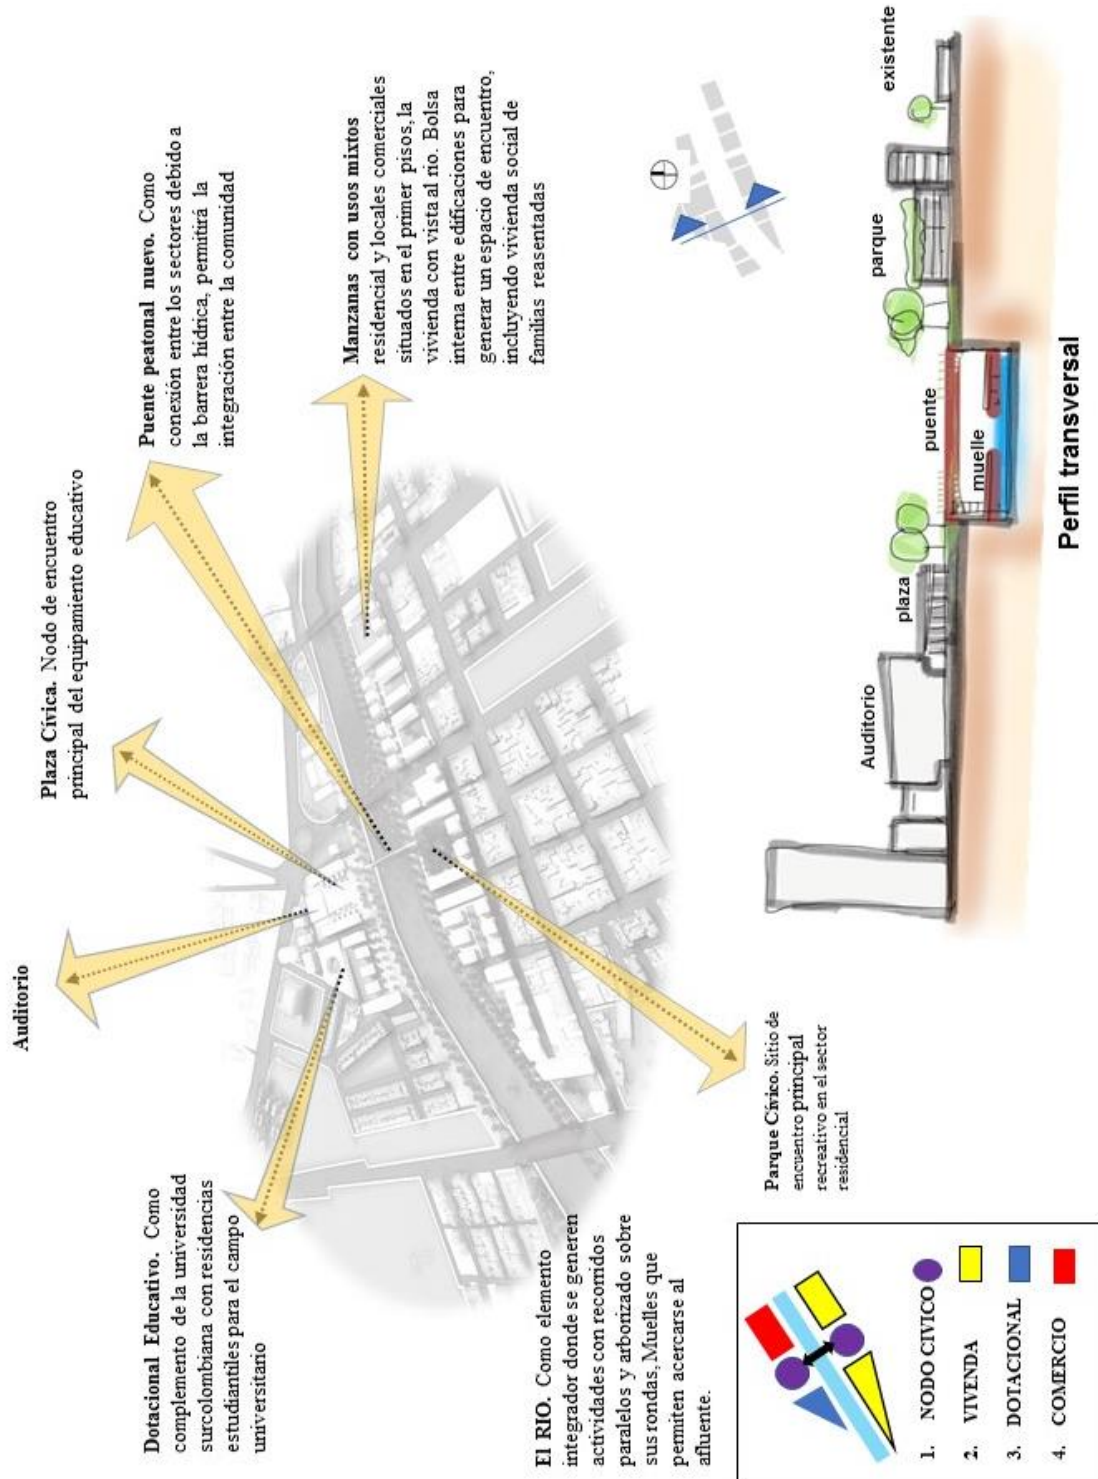 Auditorio
Plaza Cívica. Nodo de encuentro
principal del equipamiento educativo
Puente peatonal nuevo. Como
conexión entre los sectores debido a
la barrera hídrica, permitirá la
integración entre la comunidad
Dotacional Educativo. Como
complemento de la universidad
surcolombiana con residencias
estudiantiles para el campo
universitario
Manzanas con usos mixtos
residencial y locales comerciales
situados en el primer pisos, la
vivienda con vista al río. Bolsa
interna entre edificaciones para
generar un espacio de encuentro,
incluyendo vivienda social de
familias reasentadas
El RIO. Como elemento
integrador donde se generen
actividades con recorridos
paralelos y arborizado sobre
sus rondas, Muelles que
permiten acercarse al
afluente.
Parque Cívico. Sitio de
encuentro principal
recreativo en el sector
residencial
1. NODO CIVICO
2. VIVENDA
3. DOTACIONAL
4. COMERCIO
Auditorio
plaza
puente
muelle
parque
existente
Perfil transversal